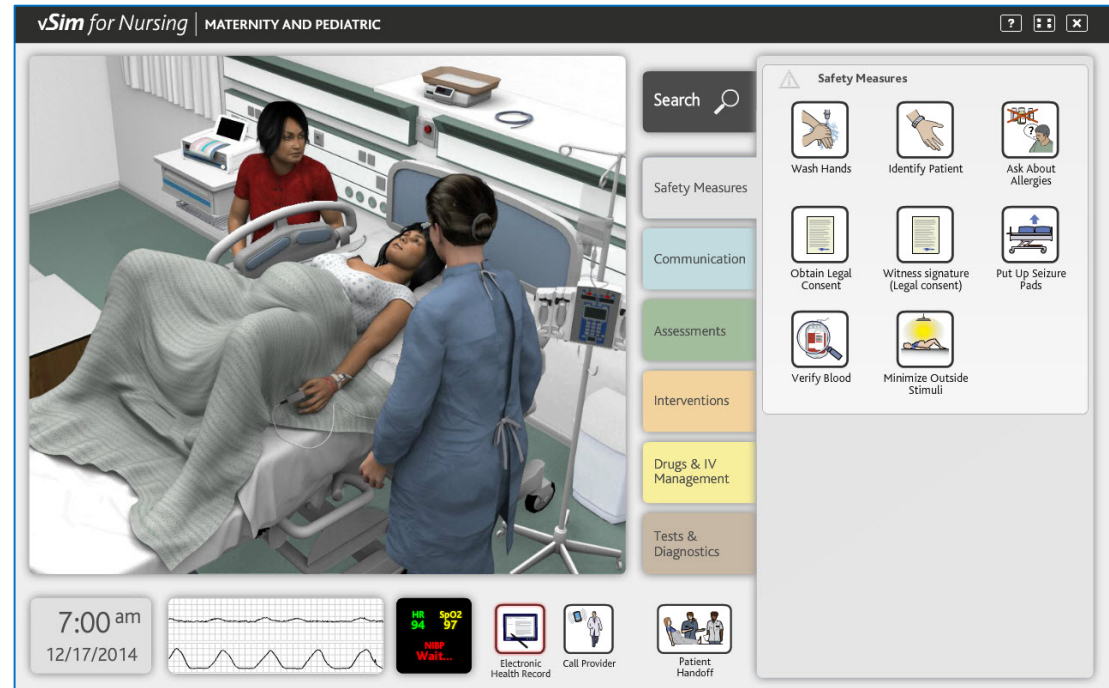 vSim for Nursing | MATERNITY AND PEDIATRIC
?
Search
Safety Measures
Communication
Assessments
Interventions
Drugs & IV
Management
Tests &
Diagnostics
Safety Measures
Wash Hands
Identify Patient
Ask About
Allergies
Obtain Legal
Consent
Witness signature
(Legal consent)
Put Up Seizure
Pads
Verify Blood
Minimize Outside
Stimuli
7:00 am
12/17/2014
HR SpO2
94 97
NIBP
Wait...
Electronic
Health Record
Call Provider
Patient
Handoff